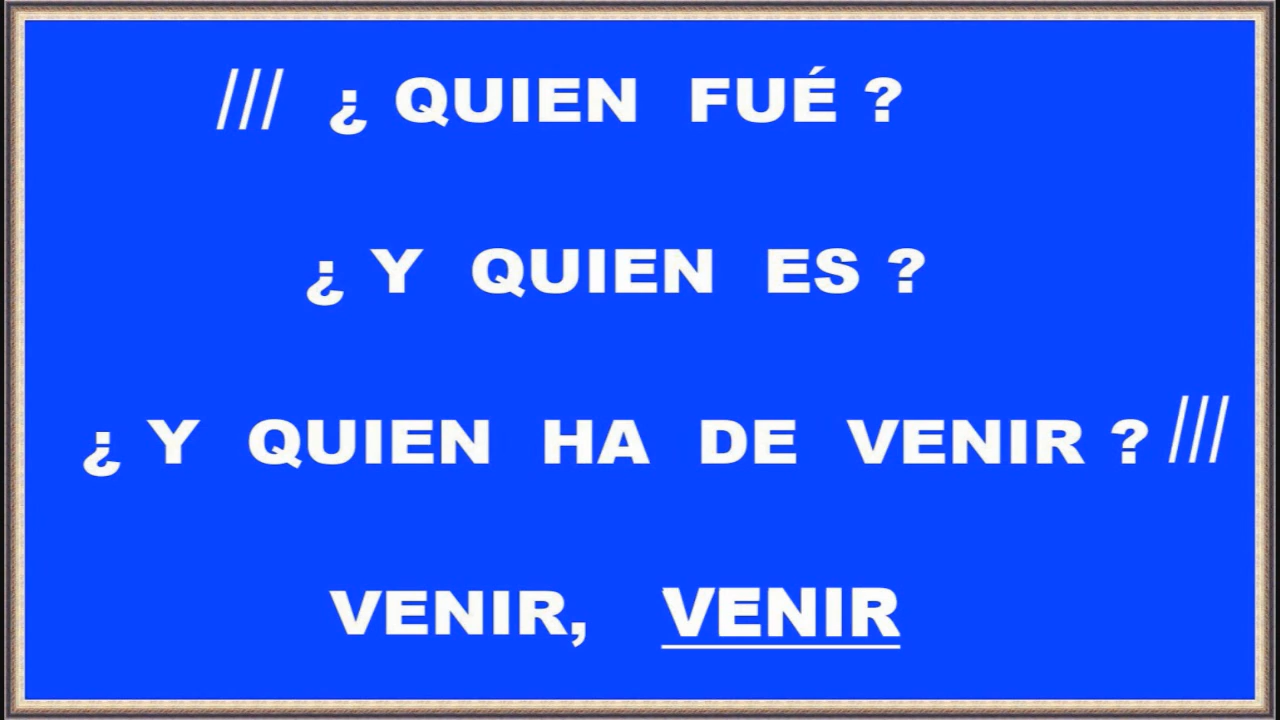 /// ¿ QUIEN FUÉ ?
¿ Y QUIEN ES ?
¿ Y QUIEN HA DE VENIR ? ///
VENIR, VENIR